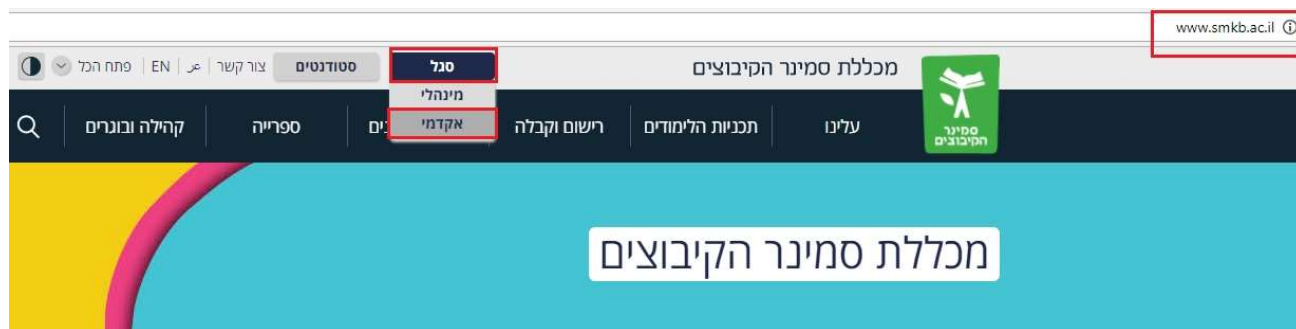 www.smkb.ac.il
מכללת סמינר הקיבוצים
סגל
סטודנטים
צור קשר | عر | EN | פתח הכל
מינהלי
אקדמי
סמינר
הקיבוצים
עלינו
תכניות הלימודים
רישום וקבלה
ספרייה
קהילה ובוגרים
מכללת סמינר הקיבוצים